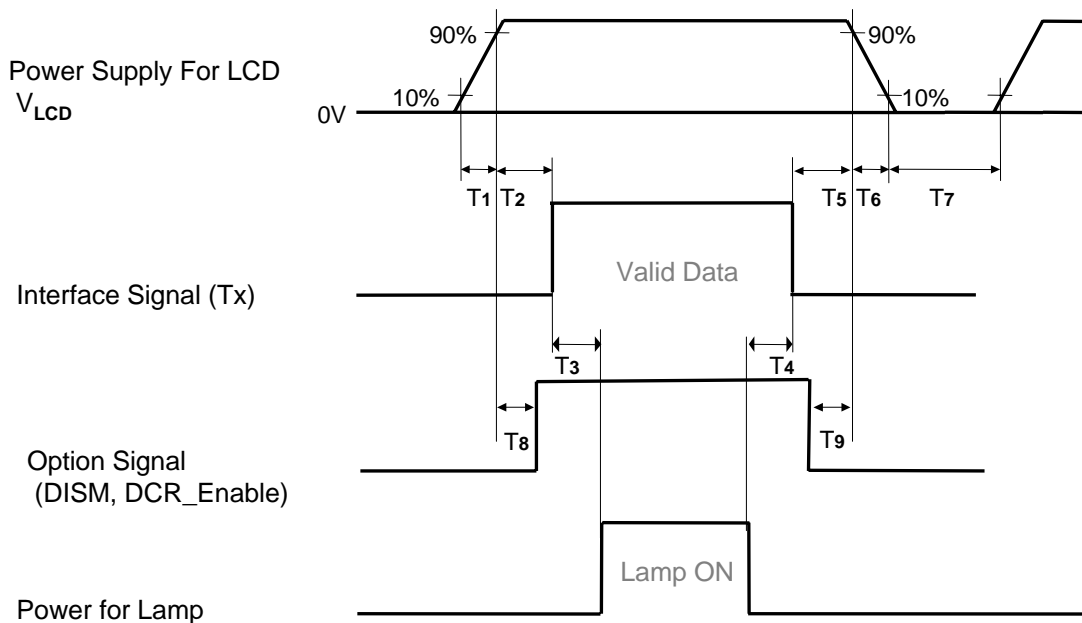 90%
90%
Power Supply For LCD
VLCD
10%
10%
0V
T1 T2 T5 T6 T7
Valid Data
Interface Signal (Tx)
T3 T4
T8 T9
Option Signal
(DISM, DCR_Enable)
Lamp ON
Power for Lamp